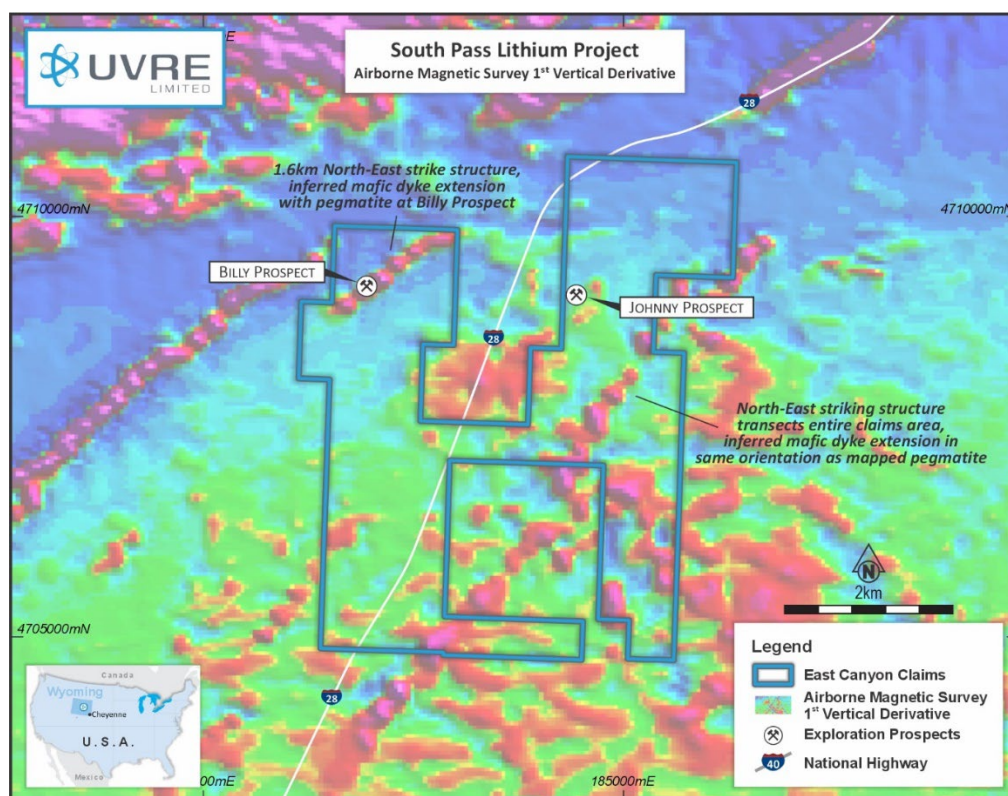 UVRE
LIMITED
South Pass Lithium Project
Airborne Magnetic Survey 1st Vertical Derivative
28
1.6km North-East strike structure,
inferred mafic dyke extension
with pegmatite at Billy Prospect
4710000mN
4710000mN
BILLY PROSPECT
JOHNNY PROSPECT
28
North-East striking structure
transects entire claims area,
inferred mafic dyke extension in
same orientation as mapped pegmatite
N
2km
4705000mN
Legend
East Canyon Claims
Airborne Magnetic Survey
1st Vertical Derivative
Exploration Prospects
40
National Highway
Canada
Wyoming
Cheyenne
U.S.A.
Mexico
28
mE
185000mE